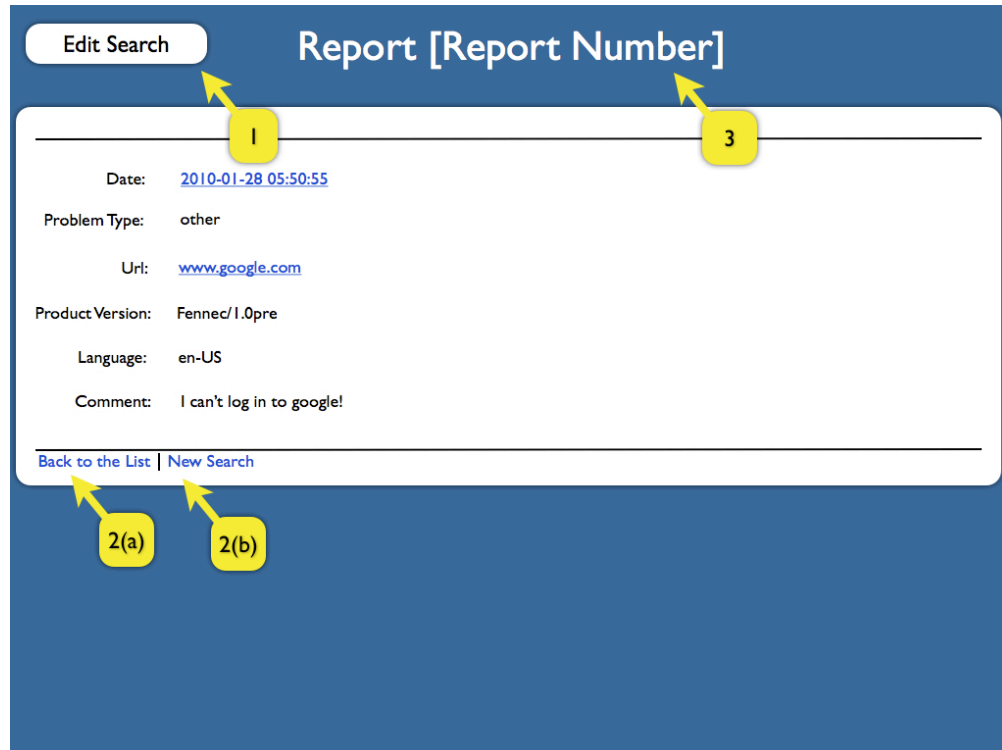 Edit Search
Report [Report Number]
1
3
Date: 2010-01-28 05:50:55
Problem Type: other
Url: www.google.com
Product Version: Fennec/1.0pre
Language: en-US
Comment: I can't log in to google!
Back to the List | New Search
2(a)
2(b)